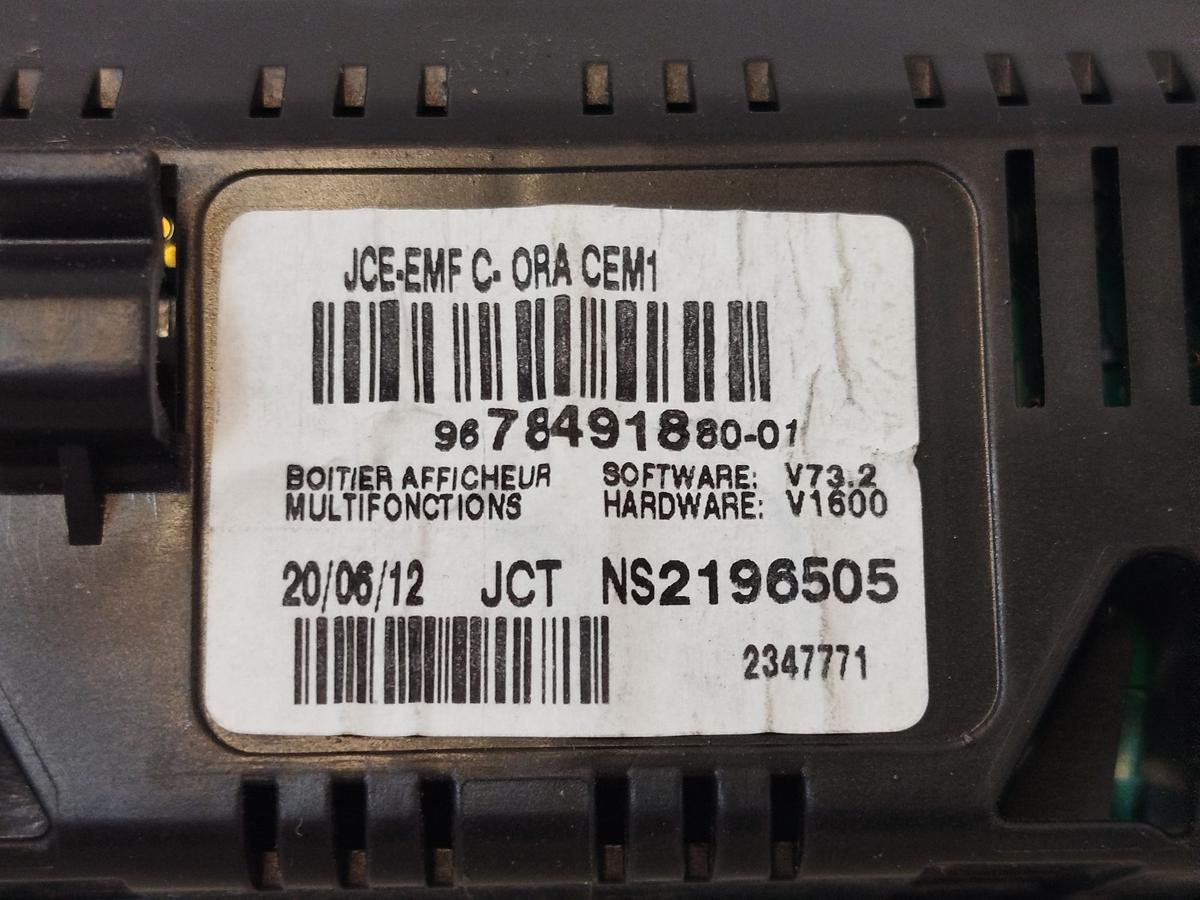 JCE-EMF C- ORA CEM1
9678491880-01
BOITIER AFFICHEUR SOFTWARE: V73.2
MULTIFONCTIONS HARDWARE: V1600
20/06/12 JCT NS2196505
2347771